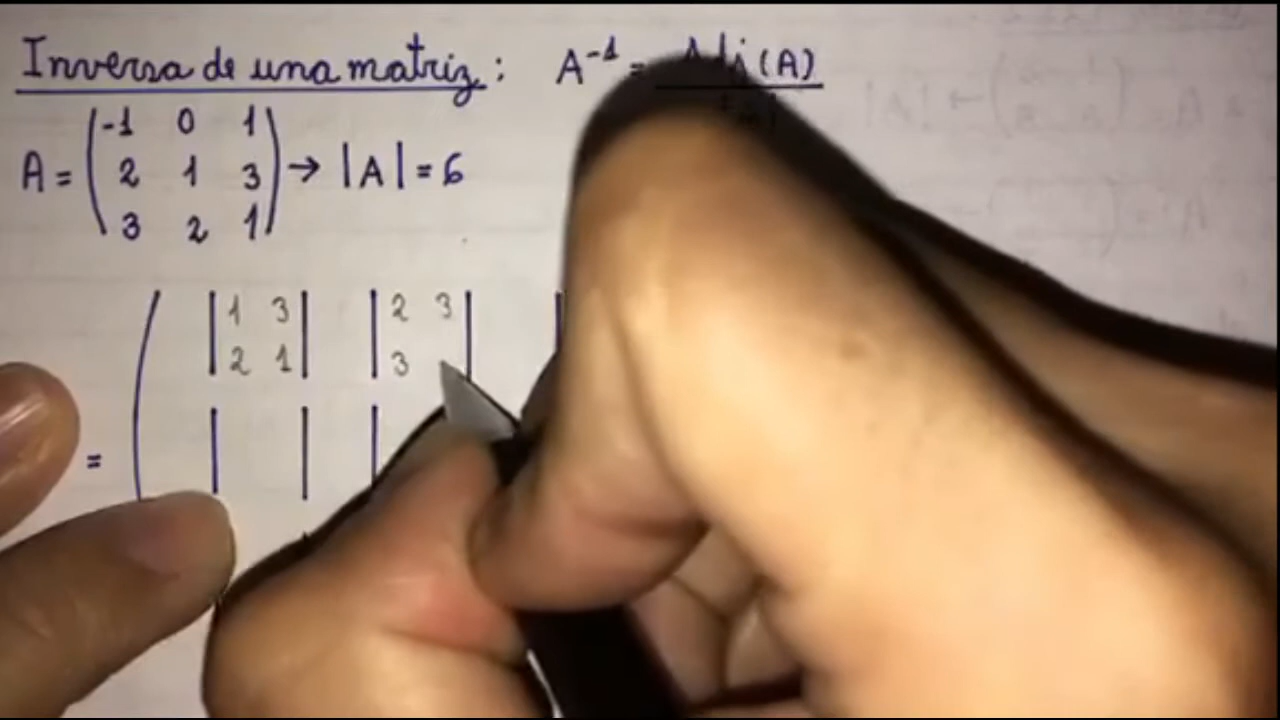 Inversa de una matriz: A⁻¹ = Adj(A)
-1 0 1
A = 2 1 3 → |A| = 6
3 2 1
1 3 2 3
2 1 3
=